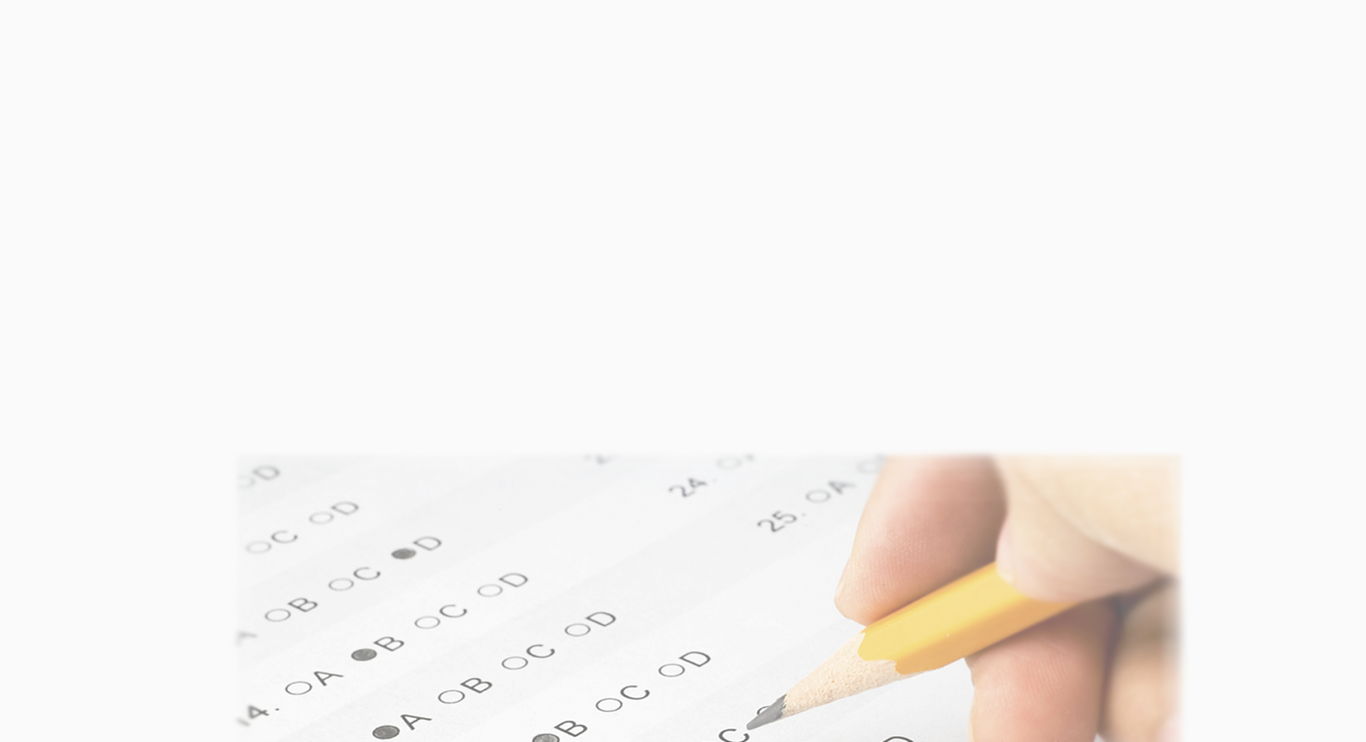 D
C D
24.
B C D
25. A
14. A B C D
A B C D
B C D
C
D